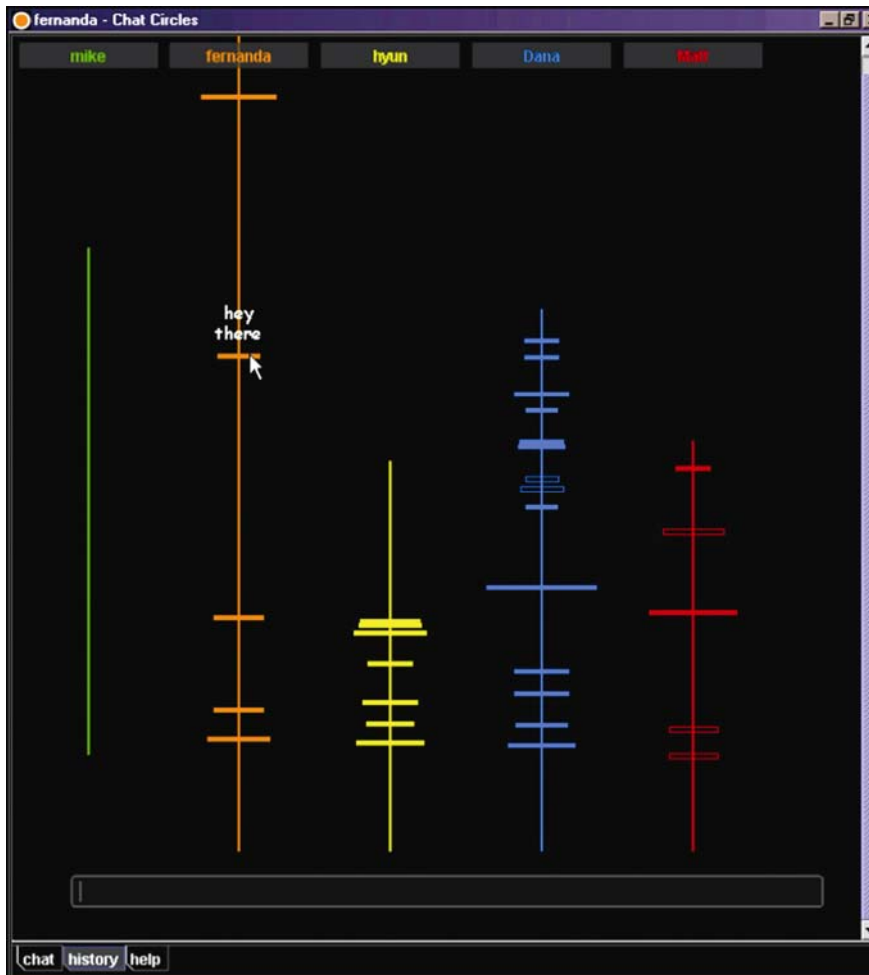 fernanda - Chat Circles
mike fernanda hyun Dana Matt
hey
there
chat history help